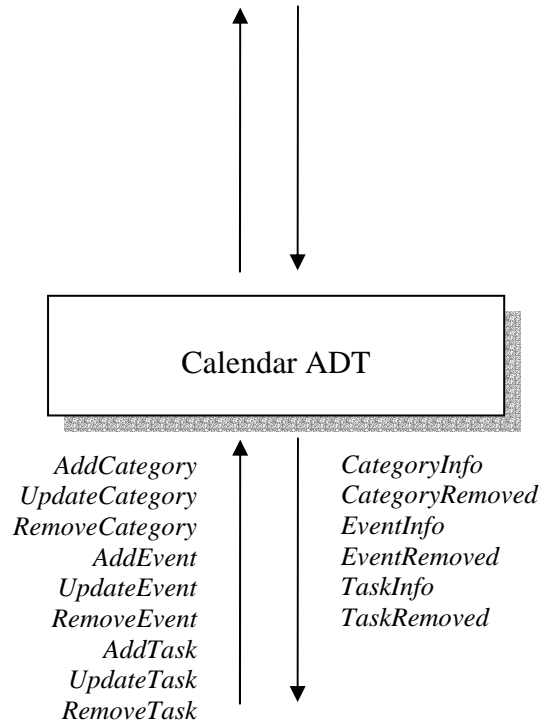 Calendar ADT
AddCategory
UpdateCategory
RemoveCategory
AddEvent
UpdateEvent
RemoveEvent
AddTask
UpdateTask
RemoveTask
CategoryInfo
CategoryRemoved
EventInfo
EventRemoved
TaskInfo
TaskRemoved